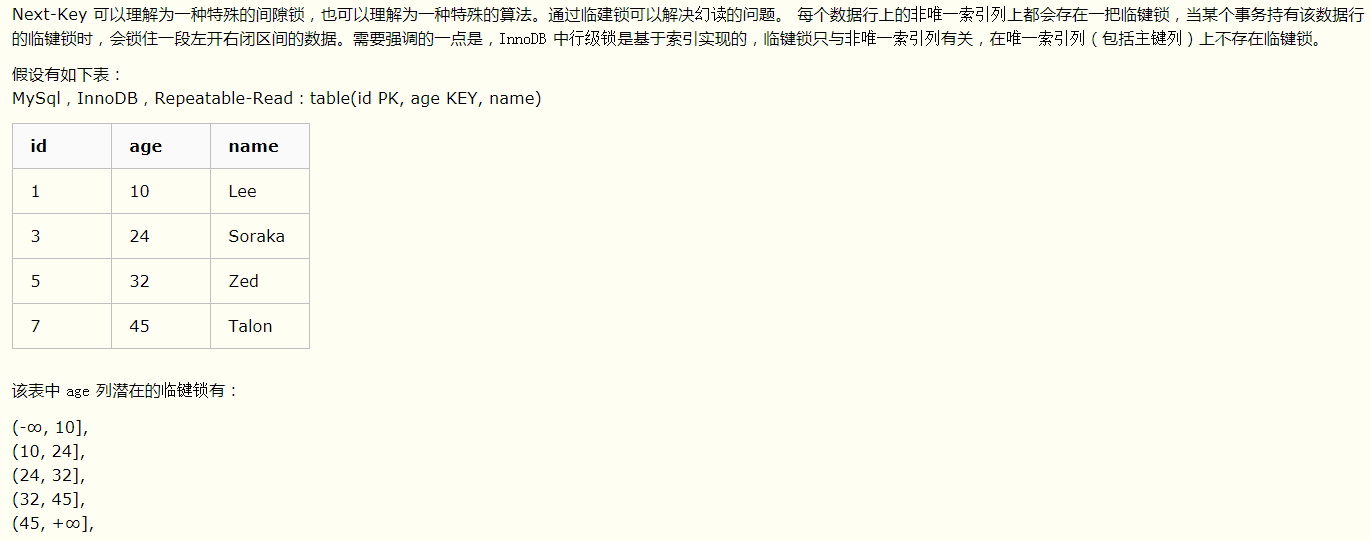 Next-Key 可以理解为一种特殊的间隙锁，也可以理解为一种特殊的算法。通过临建锁可以解决幻读的问题。 每个数据行上的非唯一索引列上都会存在一把临键锁，当某个事务持有该数据行
的临键锁时，会锁住一段左开右闭区间的数据。需要强调的一点是，InnoDB 中行级锁是基于索引实现的，临键锁只与非唯一索引列有关，在唯一索引列（包括主键列）上不存在临键锁。
假设有如下表：
MySql，InnoDB，Repeatable-Read：table(id PK, age KEY, name)
id age name
1 10 Lee
3 24 Soraka
5 32 Zed
7 45 Talon
该表中 age 列潜在的临键锁有：
(-∞, 10],
(10, 24],
(24, 32],
(32, 45],
(45, +∞],